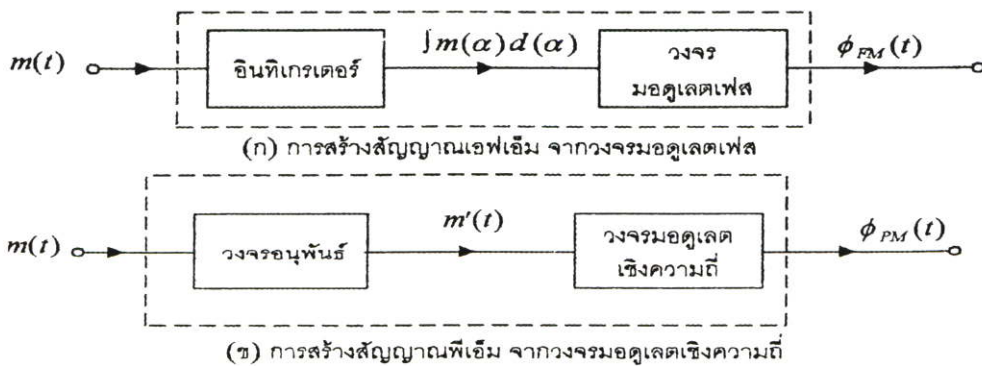 m(t)
อินทิเกรเตอร์
∫m(α)d(α)
วงจร
มอดูเลตเฟส
ϕ_FM(t)
(ก) การสร้างสัญญาณเอฟเอ็ม จากวงจรมอดูเลตเฟส
m(t)
วงจรอนุพันธ์
m'(t)
วงจรมอดูเลต
เชิงความถี่
ϕ_PM(t)
(ข) การสร้างสัญญาณพีเอ็ม จากวงจรมอดูเลตเชิงความถี่